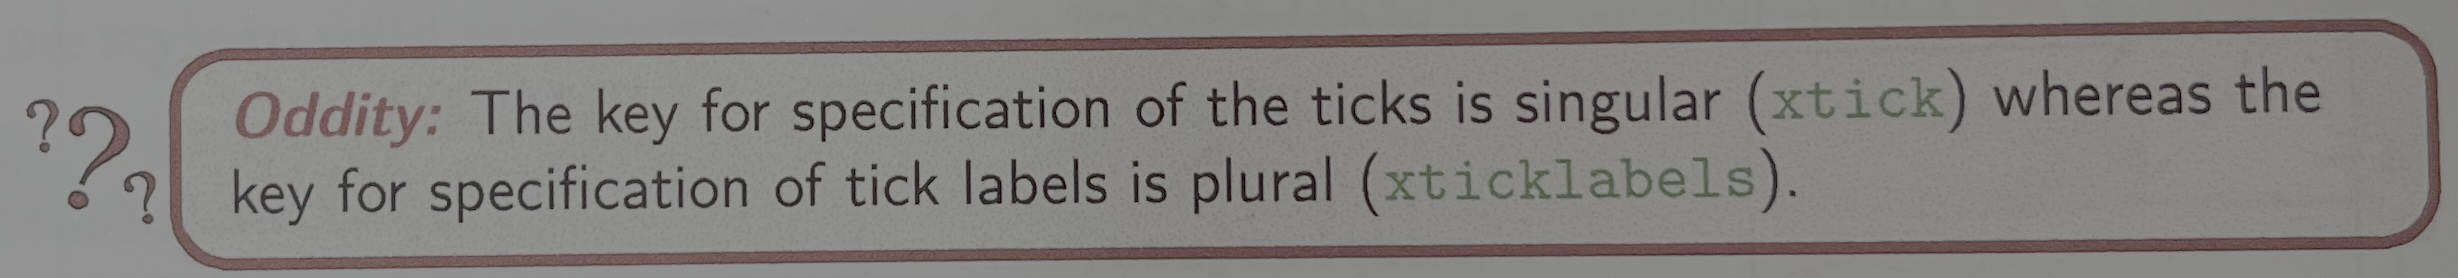 ???
Oddity: The key for specification of the ticks is singular (xtick) whereas the
key for specification of tick labels is plural (xticklabels).